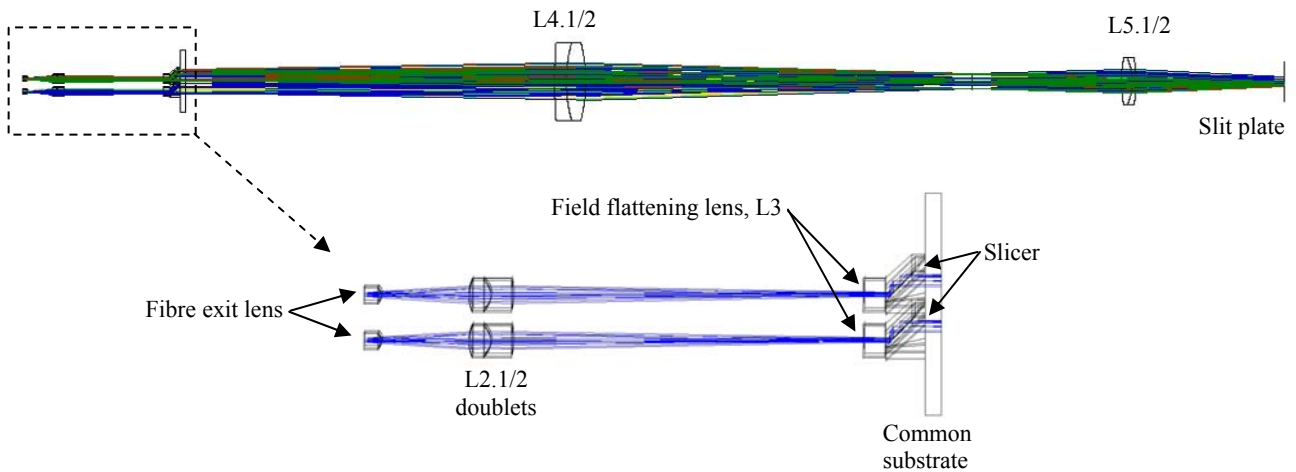 L4.1/2
L5.1/2
Slit plate
Field flattening lens, L3
Slicer
Fibre exit lens
L2.1/2
doublets
Common
substrate